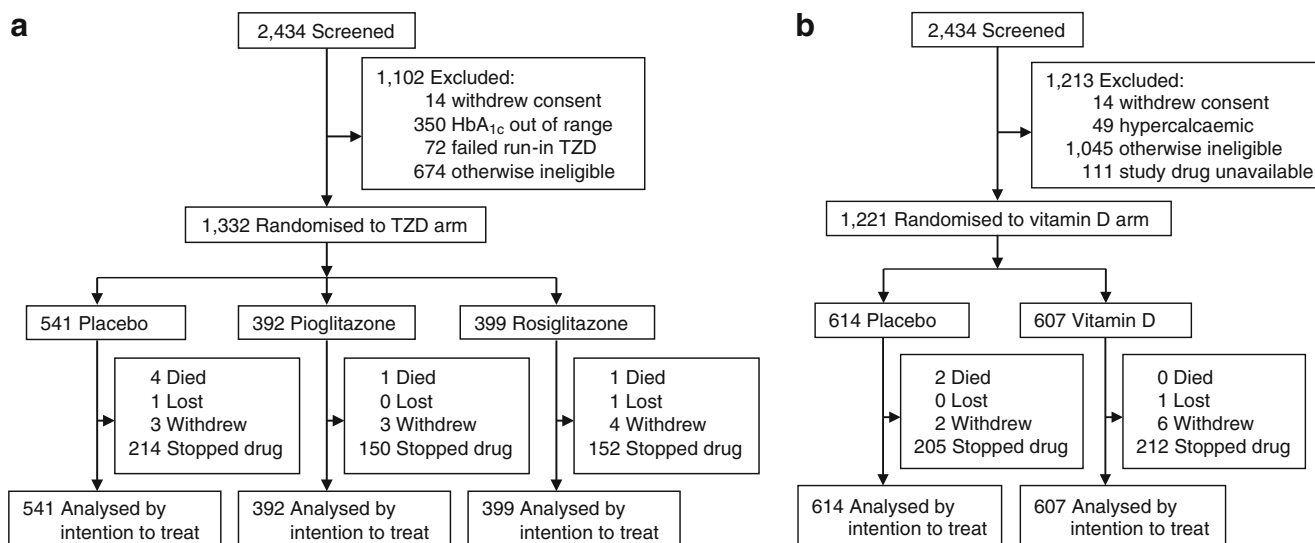 a
2,434 Screened
1,102 Excluded:
14 withdrew consent
350 HbA1c out of range
72 failed run-in TZD
674 otherwise ineligible
1,332 Randomised to TZD arm
541 Placebo
392 Pioglitazone
399 Rosiglitazone
4 Died
1 Lost
3 Withdrew
214 Stopped drug
1 Died
0 Lost
3 Withdrew
150 Stopped drug
1 Died
1 Lost
4 Withdrew
152 Stopped drug
541 Analysed by
intention to treat
392 Analysed by
intention to treat
399 Analysed by
intention to treat
b
2,434 Screened
1,213 Excluded:
14 withdrew consent
49 hypercalcaemic
1,045 otherwise ineligible
111 study drug unavailable
1,221 Randomised to vitamin D arm
614 Placebo
607 Vitamin D
2 Died
0 Lost
2 Withdrew
205 Stopped drug
0 Died
1 Lost
6 Withdrew
212 Stopped drug
614 Analysed by
intention to treat
607 Analysed by
intention to treat